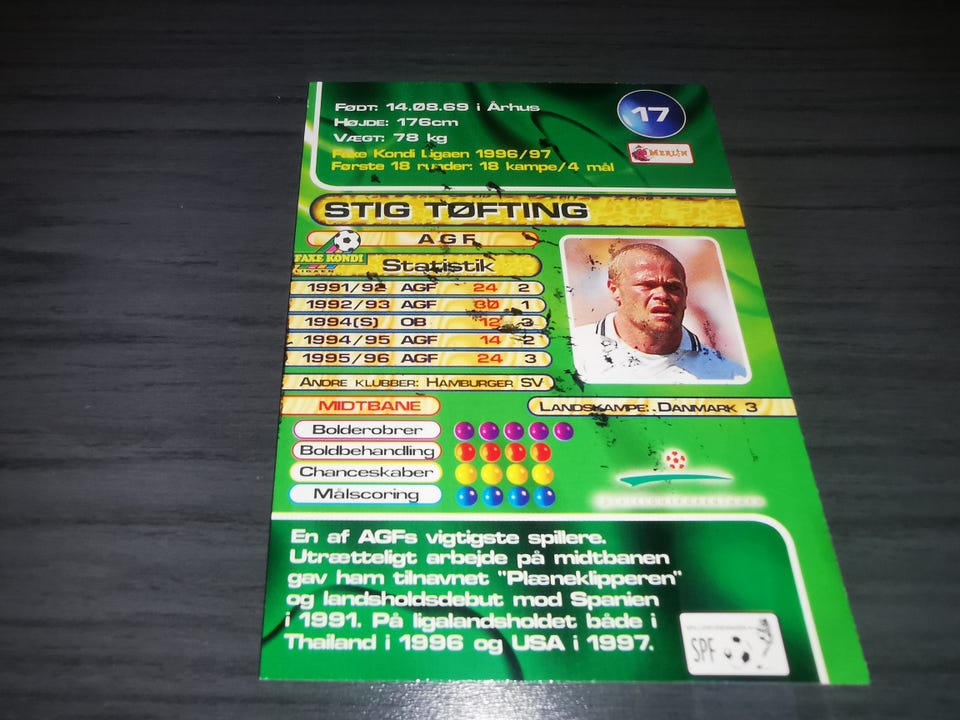 Født: 14.08.69 i Århus
Højde: 176cm
Vægt: 78 kg
Faxe Kondi Ligaen 1996/97
Første 18 runder: 18 kampe/4 mål
17
Merlin
STIG TØFTING
AGF
FAXE KONDI
LIGAEN
Statistik
1991/92 AGF 24 2
1992/93 AGF 30 1
1994(S) OB 12 3
1994/95 AGF 14 2
1995/96 AGF 24 3
Andre klubber: Hamburger SV
MIDTBANE
Landskampe: Danmark 3
Bolderobrer
Boldbehandling
Chanceskaber
Målscoring
En af AGFs vigtigste spillere.
Utrætteligt arbejde på midtbanen
gav ham tilnavnet "Plæneklipperen"
og landsholdsdebut mod Spanien
i 1991. På ligalandsholdet både i
Thailand i 1996 og USA i 1997.
SPF